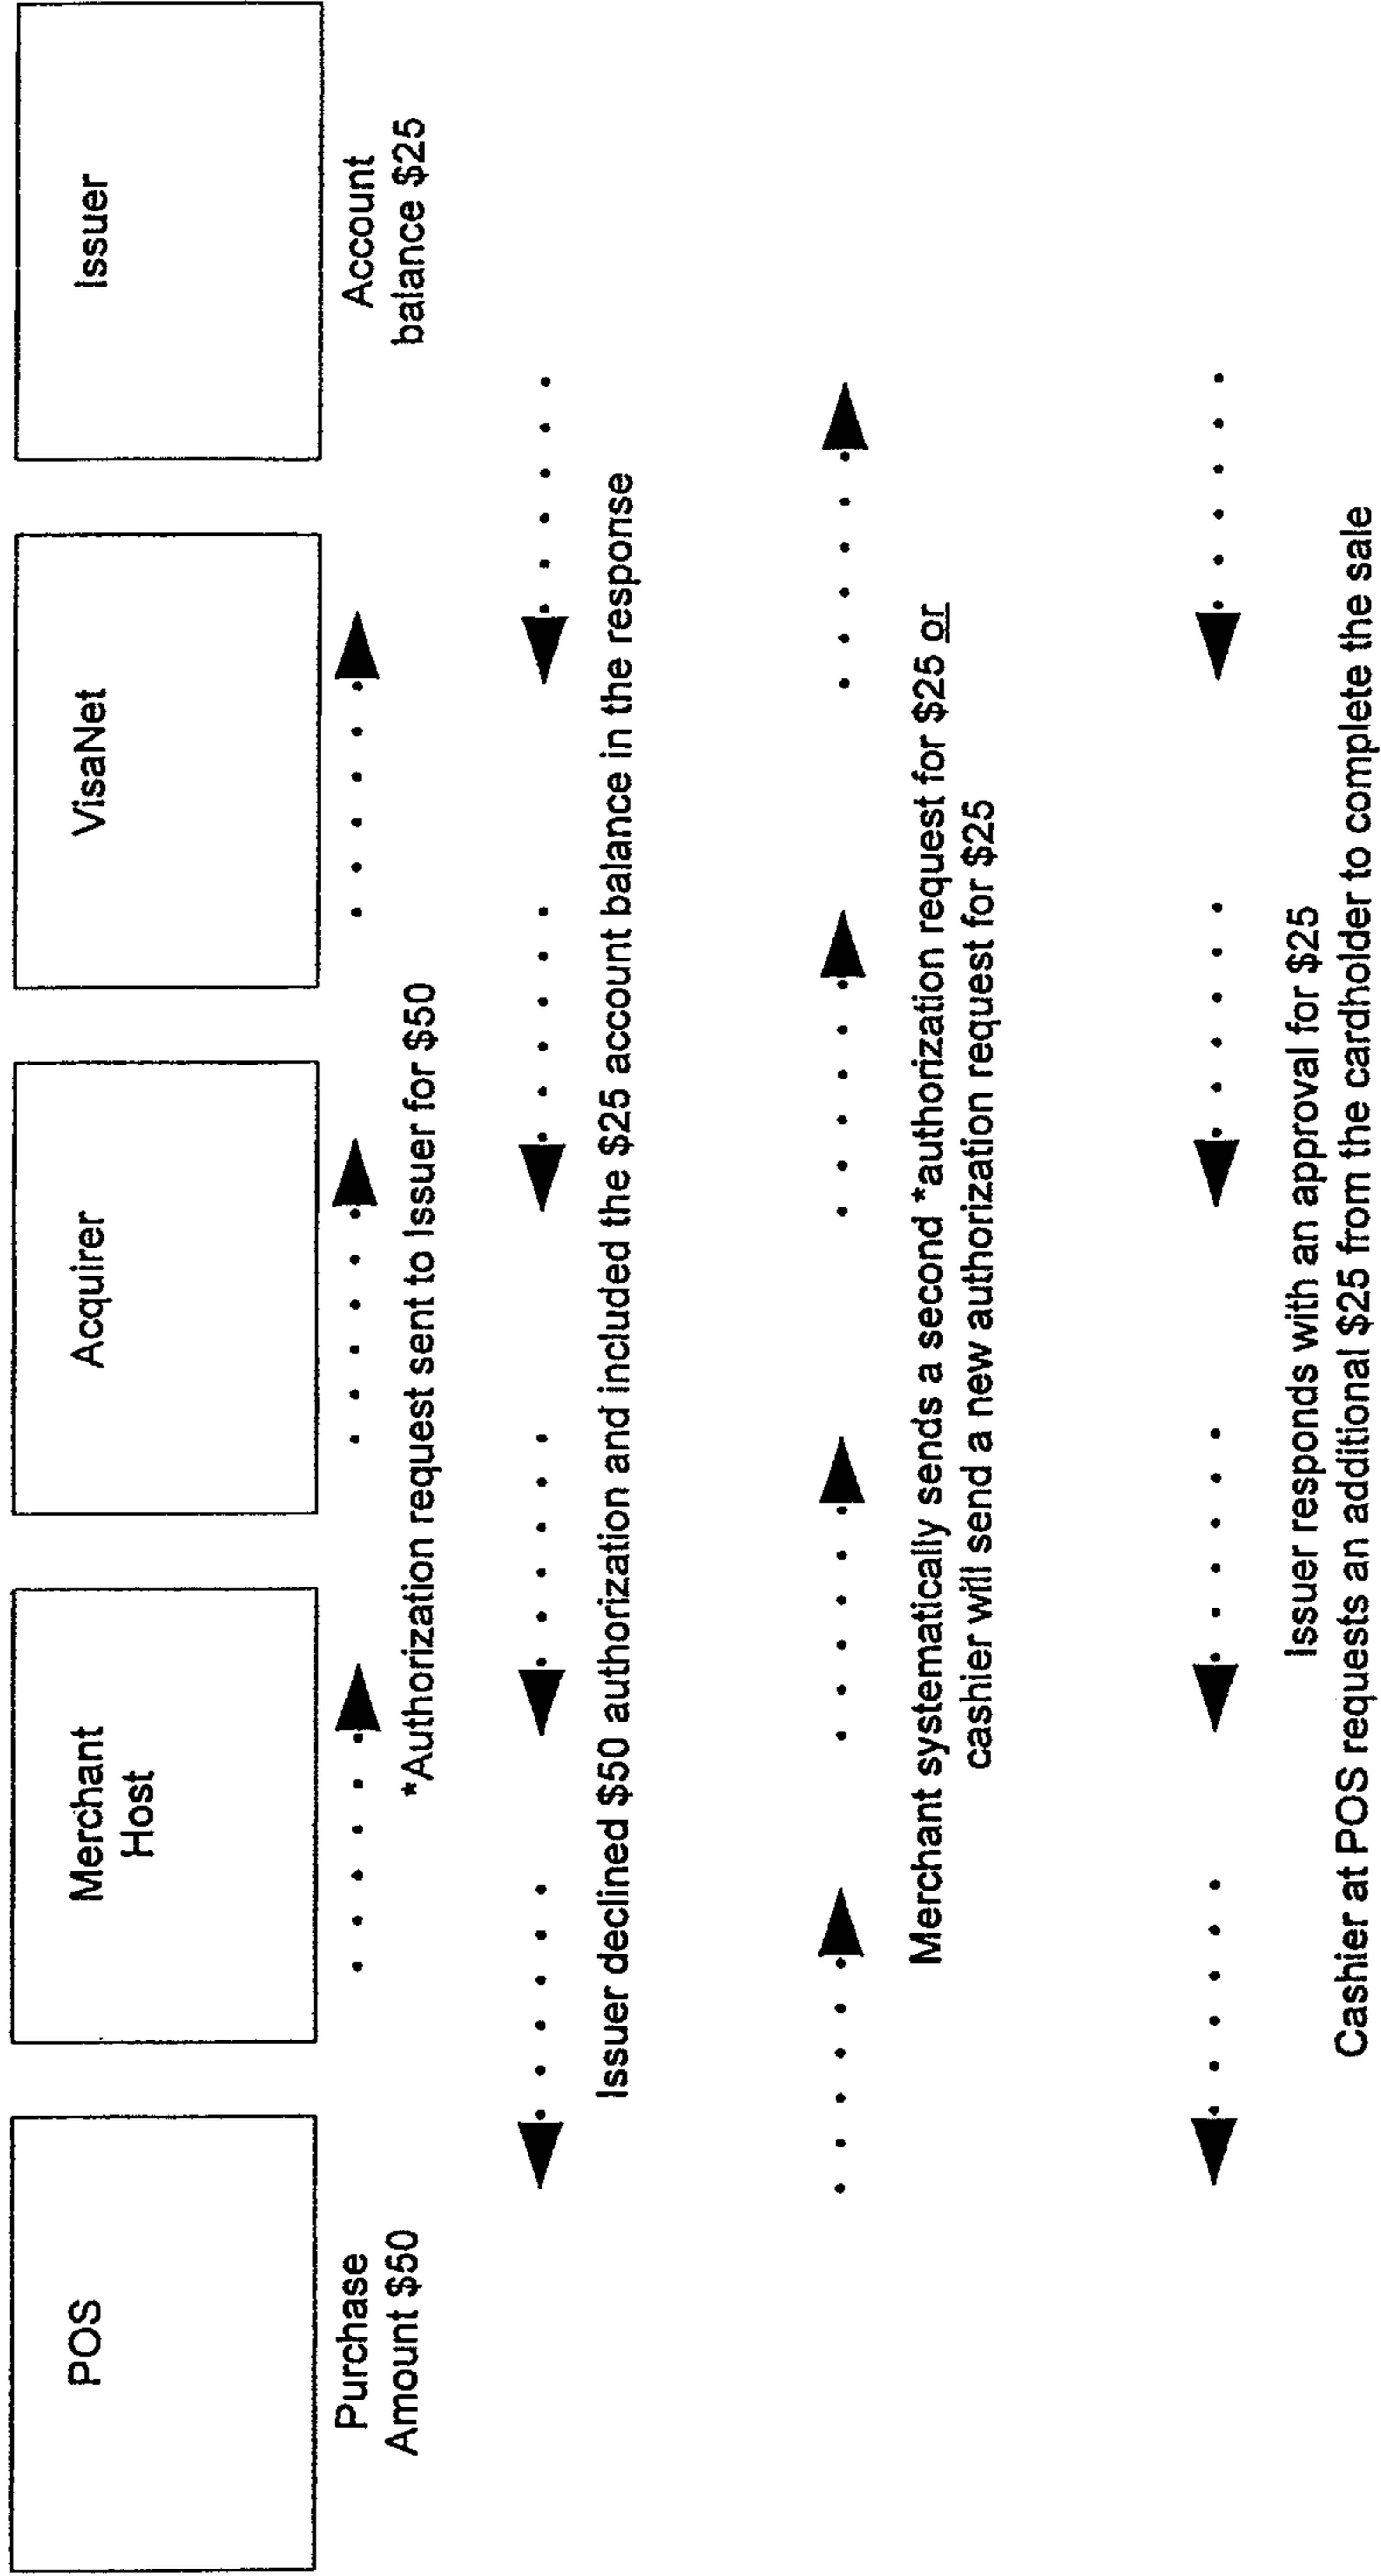 POS
Merchant
Host
Acquirer
VisaNet
Issuer
Purchase
Amount $50
Account
balance $25
*Authorization request sent to Issuer for $50
Issuer declined $50 authorization and included the $25 account balance in the response
Merchant systematically sends a second *authorization request for $25 or
cashier will send a new authorization request for $25
Issuer responds with an approval for $25
Cashier at POS requests an additional $25 from the cardholder to complete the sale